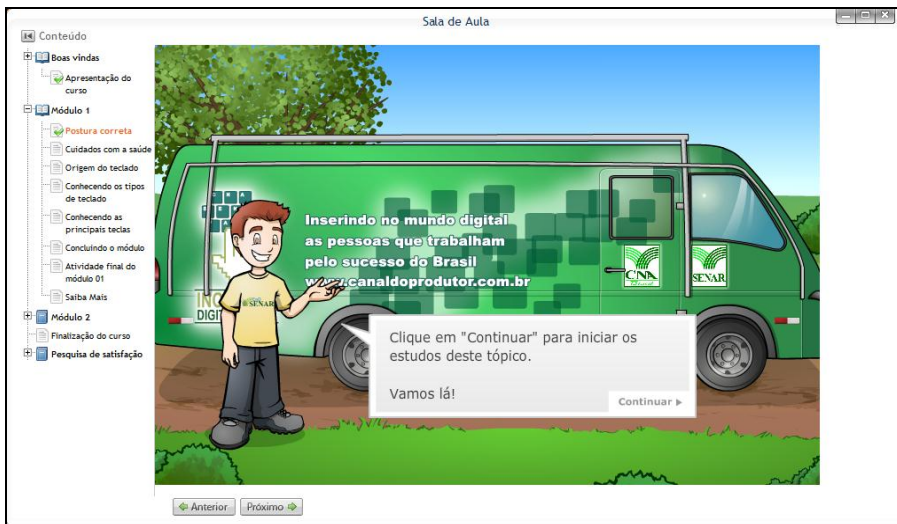 Sala de Aula
Conteúdo
Boas vindas
Apresentação do
curso
Módulo 1
Postura correta
Cuidados com a saúde
Origem do teclado
Conhecendo os tipos
de teclado
Conhecendo as
principais teclas
Concluindo o módulo
Atividade final do
módulo 01
Saiba Mais
Módulo 2
Finalização do curso
Pesquisa de satisfação
Inserindo no mundo digital
as pessoas que trabalham
pelo sucesso do Brasil
www.canaldoprodutor.com.br
CNA
SENAR
SENAR
Clique em "Continuar" para iniciar os
estudos deste tópico.
Vamos lá!
Continuar
Anterior
Próximo